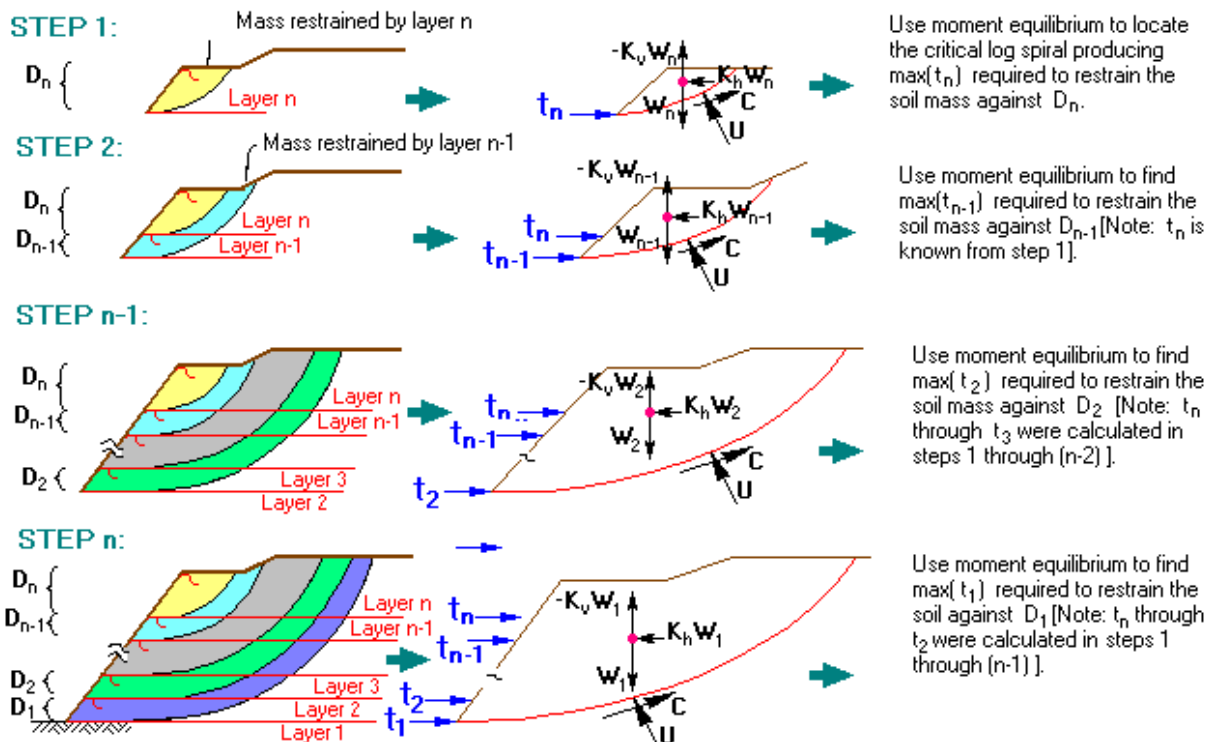 STEP 1:
Mass restrained by layer n
Dn {
Layer n
-KvWn
KhWn
Wn
C
U
tn
Use moment equilibrium to locate
the critical log spiral producing
max(tn) required to restrain the
soil mass against Dn.
STEP 2:
Mass restrained by layer n-1
Dn {
Dn-1 {
Layer n
Layer n-1
-KvWn-1
KhWn-1
Wn-1
C
U
tn
tn-1
Use moment equilibrium to find
max(tn-1) required to restrain the
soil mass against Dn-1 [Note: tn is
known from step 1].
STEP n-1:
Dn {
Dn-1 {
D2 {
Layer n
Layer n-1
Layer 3
Layer 2
-KvW2
KhW2
W2
C
U
tn
tn-1
t2
Use moment equilibrium to find
max(t2) required to restrain the
soil mass against D2 [Note: tn
through t3 were calculated in
steps 1 through (n-2) ].
STEP n:
Dn {
Dn-1 {
D2 {
D1 {
Layer n
Layer n-1
Layer 3
Layer 2
Layer 1
-KvW1
KhW1
W1
C
U
tn
tn-1
t2
t1
Use moment equilibrium to find
max(t1) required to restrain the
soil against D1 [Note: tn through
t2 were calculated in steps 1
through (n-1) ].